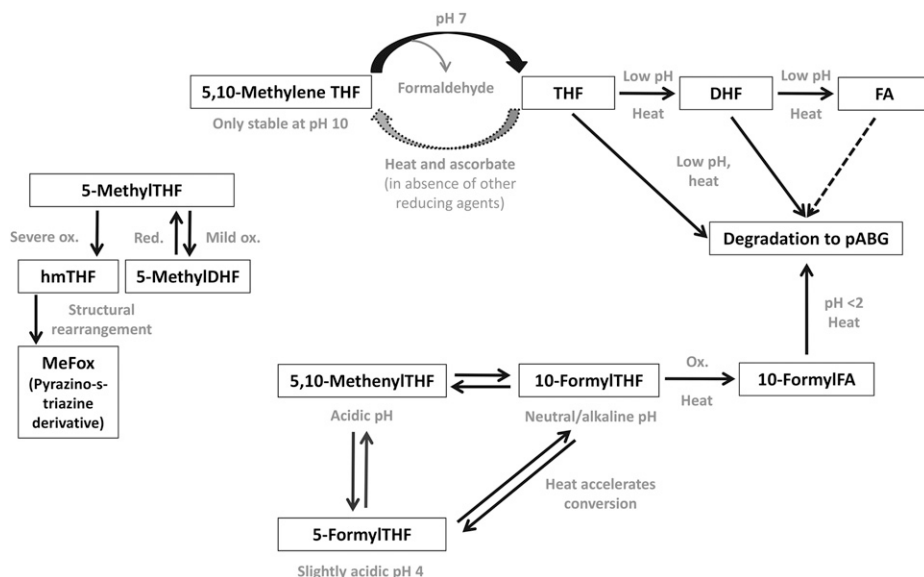 pH 7
5,10-Methylene THF
Formaldehyde
THF
Low pH
Heat
DHF
Low pH
Heat
FA
Only stable at pH 10
Heat and ascorbate
(in absence of other
reducing agents)
Low pH,
heat
5-MethylTHF
Severe ox.
Red.
Mild ox.
Degradation to pABG
hmTHF
5-MethylDHF
Structural
rearrangement
pH <2
Heat
MeFox
(Pyrazino-s-
triazine
derivative)
5,10-MethenylTHF
10-FormylTHF
Ox.
Heat
10-FormylFA
Acidic pH
Neutral/alkaline pH
Heat accelerates
conversion
5-FormylTHF
Slightly acidic pH 4